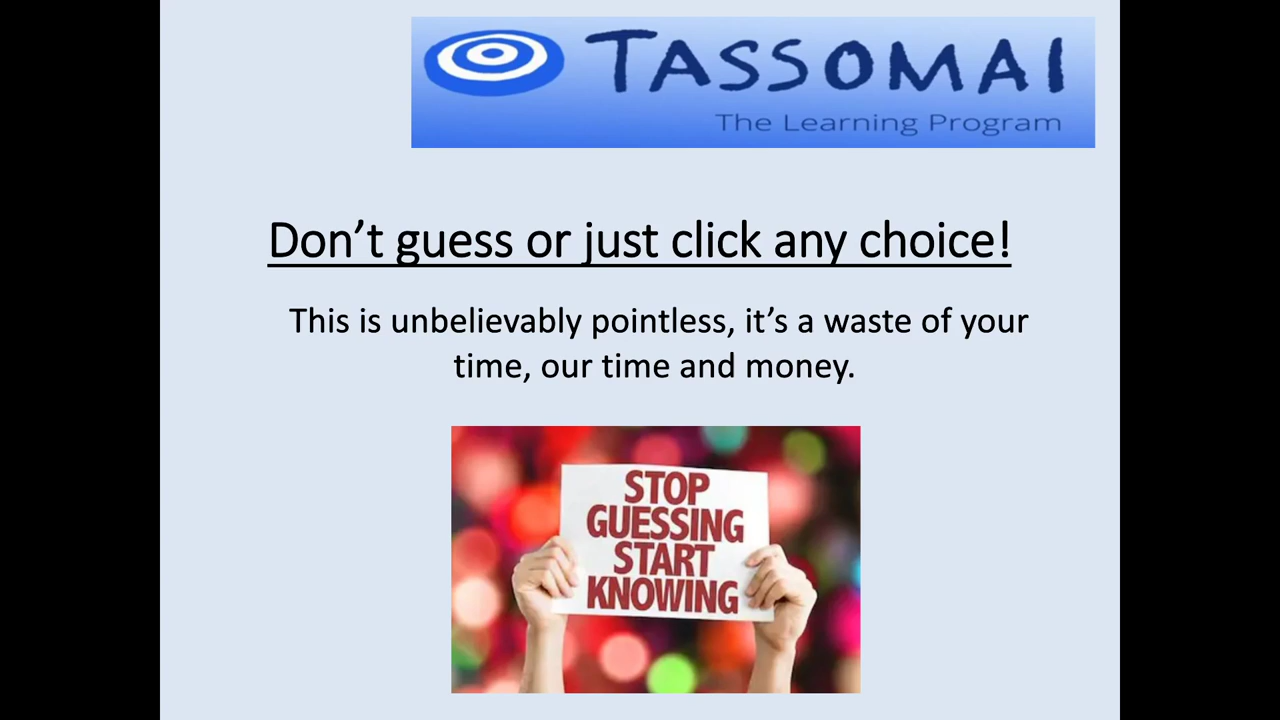 TASSOMAI
The Learning Program
Don’t guess or just click any choice!
This is unbelievably pointless, it’s a waste of your
time, our time and money.
STOP
GUESSING
START
KNOWING